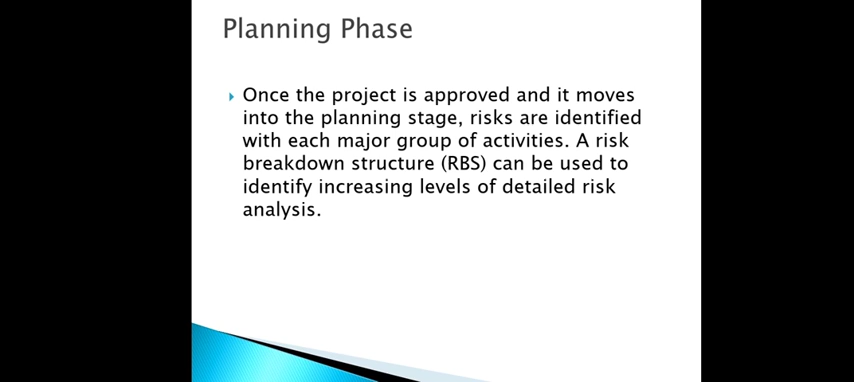 Planning Phase
Once the project is approved and it moves
into the planning stage, risks are identified
with each major group of activities. A risk
breakdown structure (RBS) can be used to
identify increasing levels of detailed risk
analysis.